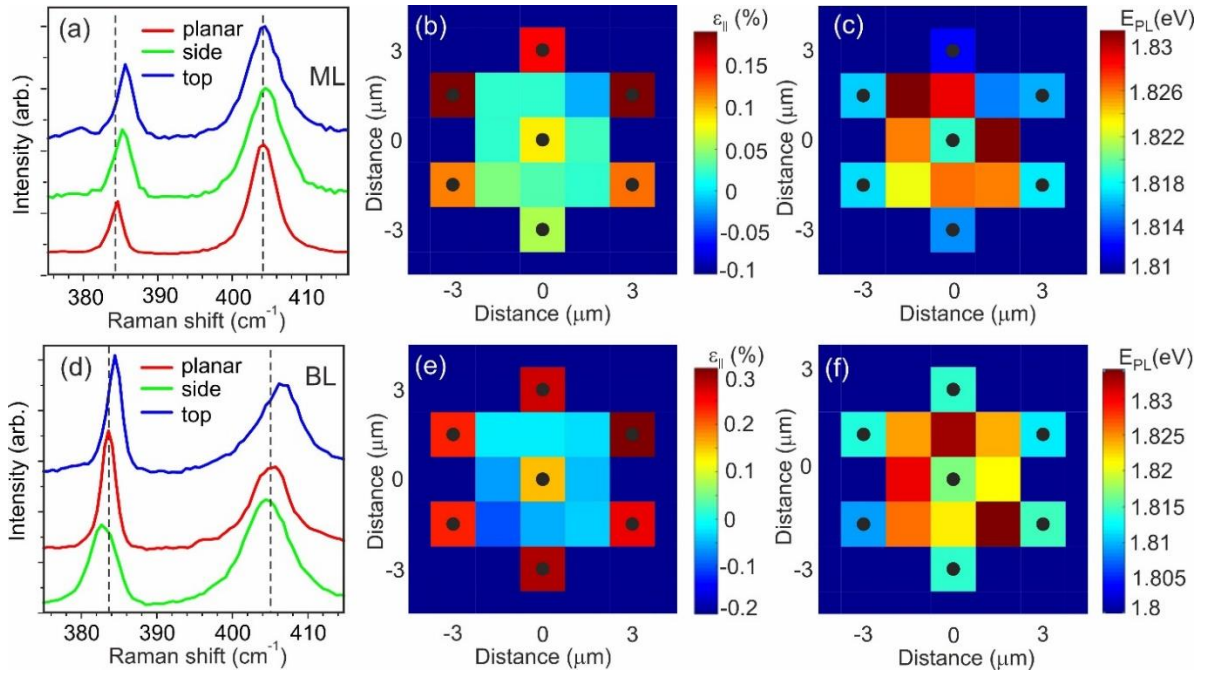 (a)
planar
side
top
ML
Intensity (arb.)
380 390 400 410
Raman shift (cm⁻¹)
(b)
ε|| (%)
3
0
-3
Distance (μm)
-3 0 3
Distance (μm)
0.15
0.1
0.05
0
-0.05
-0.1
(c)
E_PL(eV)
3
0
-3
Distance (μm)
-3 0 3
Distance (μm)
1.83
1.826
1.822
1.818
1.814
1.81
(d)
planar
side
top
BL
Intensity (arb.)
380 390 400 410
Raman shift (cm⁻¹)
(e)
ε|| (%)
3
0
-3
Distance (μm)
-3 0 3
Distance (μm)
0.3
0.2
0.1
0
-0.1
-0.2
(f)
E_PL(eV)
3
0
-3
Distance (μm)
-3 0 3
Distance (μm)
1.83
1.825
1.82
1.815
1.81
1.805
1.8